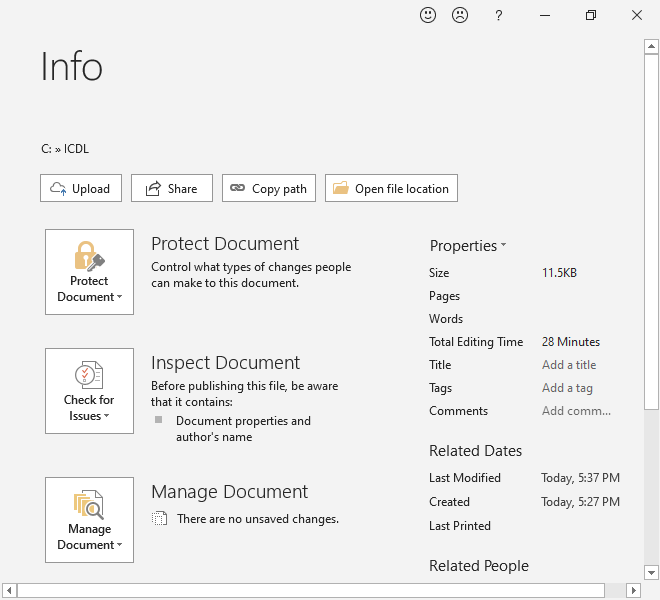 ?
Info
C: » ICDL
Upload
Share
Copy path
Open file location
Protect Document
Protect Document
Control what types of changes people
can make to this document.
Check for
Issues
Inspect Document
Before publishing this file, be aware
that it contains:
Document properties and
author's name
Manage
Document
Manage Document
There are no unsaved changes.
Properties
Size 11.5KB
Pages
Words
Total Editing Time 28 Minutes
Title Add a title
Tags Add a tag
Comments Add comm...
Related Dates
Last Modified Today, 5:37 PM
Created Today, 5:27 PM
Last Printed
Related People